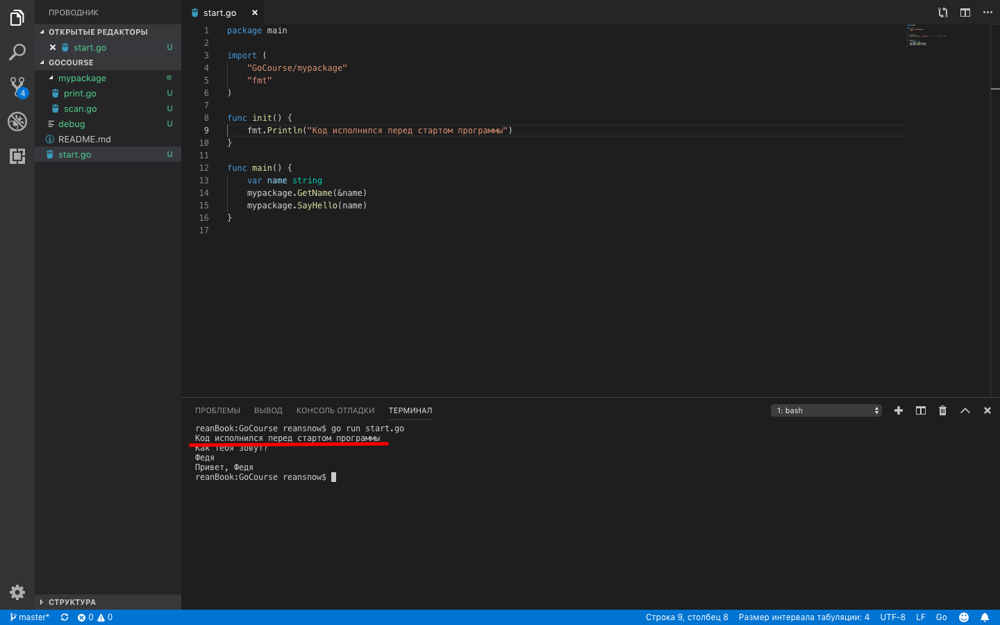 ПРОВОДНИК
ОТКРЫТЫЕ РЕДАКТОРЫ
start.go U
GOCOURSE
mypackage
print.go U
scan.go U
debug U
README.md
start.go U
СТРУКТУРА
4
start.go
1 package main
2
3 import (
4 "GoCourse/mypackage"
5 "fmt"
6 )
7
8 func init() {
9 fmt.Println("Код исполнился перед стартом программы")
10 }
11
12 func main() {
13 var name string
14 mypackage.GetName(&name)
15 mypackage.SayHello(name)
16 }
17
ПРОБЛЕМЫ ВЫВОД КОНСОЛЬ ОТЛАДКИ ТЕРМИНАЛ 1: bash
reanBook:GoCourse reansnow$ go run start.go
Код исполнился перед стартом программы
Как тебя зовут?
Федя
Привет, Федя
reanBook:GoCourse reansnow$
master* 0 0 Строка 9, столбец 8 Размер интервала табуляции: 4 UTF-8 LF Go